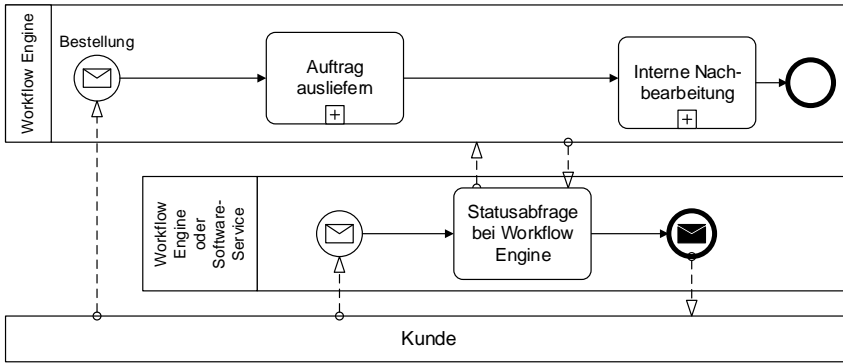 Workflow Engine
Bestellung
Auftrag
ausliefern
Interne Nach-
bearbeitung
Workflow
Engine
oder
Software-
Service
Statusabfrage
bei Workflow
Engine
Kunde